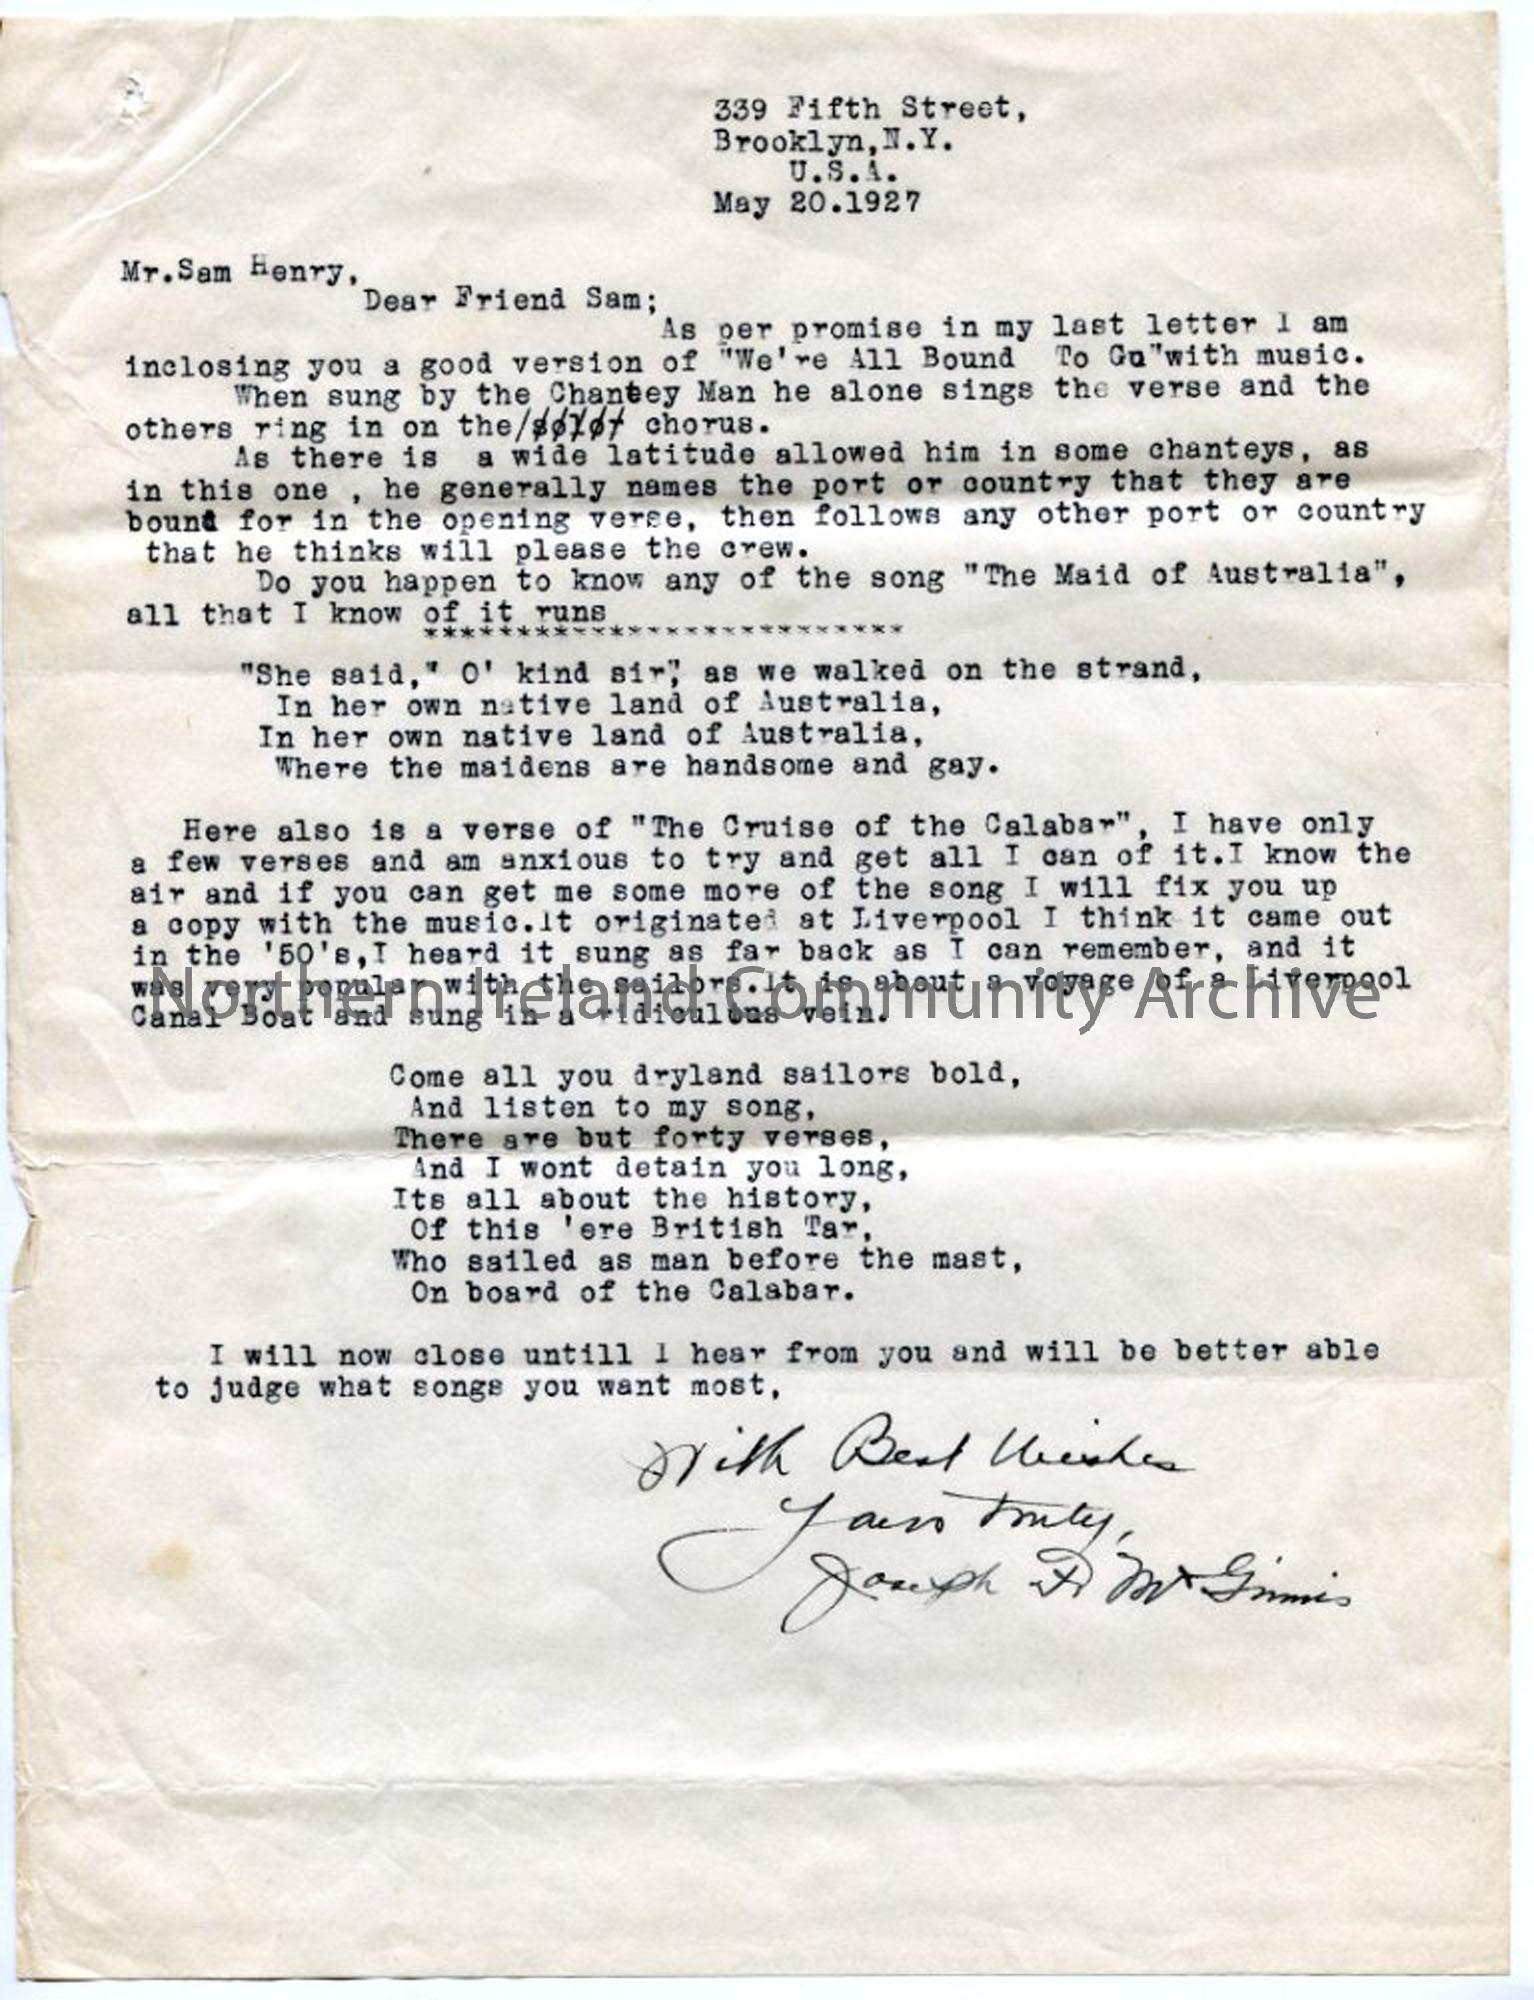 339 Fifth Street,
Brooklyn,N.Y.
U.S.A.
May 20.1927
Mr.Sam Henry,
Dear Friend Sam;
As per promise in my last letter I am
inclosing you a good version of "We're All Bound To Go"with music.
When sung by the Chantey Man he alone sings the verse and the
others ring in on the/ chorus.
As there is a wide latitude allowed him in some chanteys, as
in this one , he generally names the port or country that they are
bound for in the opening verse, then follows any other port or country
that he thinks will please the crew.
Do you happen to know any of the song "The Maid of Australia",
all that I know of it runs
**************************
"She said," O' kind sir", as we walked on the strand,
In her own native land of Australia,
In her own native land of Australia,
Where the maidens are handsome and gay.
Here also is a verse of "The Cruise of the Calabar", I have only
a few verses and am anxious to try and get all I can of it.I know the
air and if you can get me some more of the song I will fix you up
a copy with the music.It originated at Liverpool I think it came out
in the '50's,I heard it sung as far back as I can remember, and it
was very popular with the sailors.It is about a voyage of a Liverpool
Northern Ireland Community Archive
Canal Boat and sung in a ridiculous vein.
Come all you dryland sailors bold,
And listen to my song,
There are but forty verses,
And I wont detain you long,
Its all about the history,
Of this 'ere British Tar,
Who sailed as man before the mast,
On board of the Calabar.
I will now close untill I hear from you and will be better able
to judge what songs you want most,
With Best Wishes
Yours Truly,
Joseph F. McGinnis